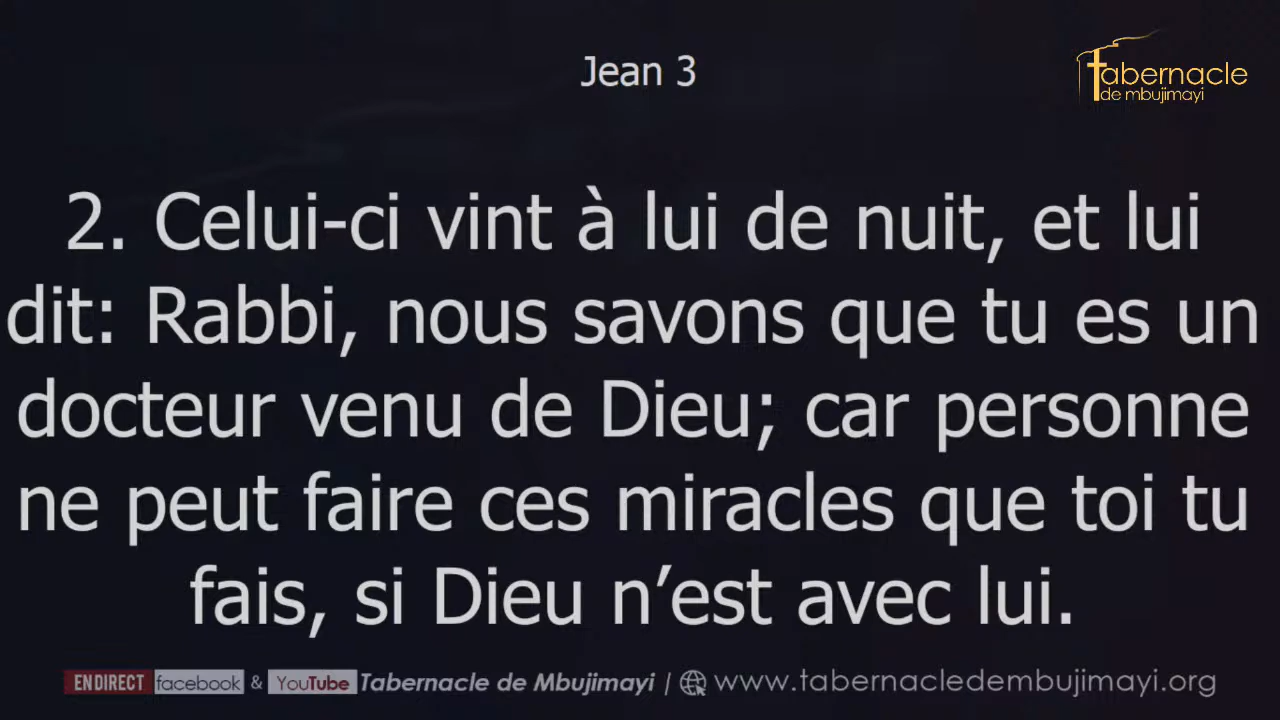 Jean 3
tabernacle
de mbujimayi
2. Celui-ci vint à lui de nuit, et lui
dit: Rabbi, nous savons que tu es un
docteur venu de Dieu; car personne
ne peut faire ces miracles que toi tu
fais, si Dieu n’est avec lui.
EN DIRECT facebook & YouTube Tabernacle de Mbujimayi | www.tabernacledembujimayi.org